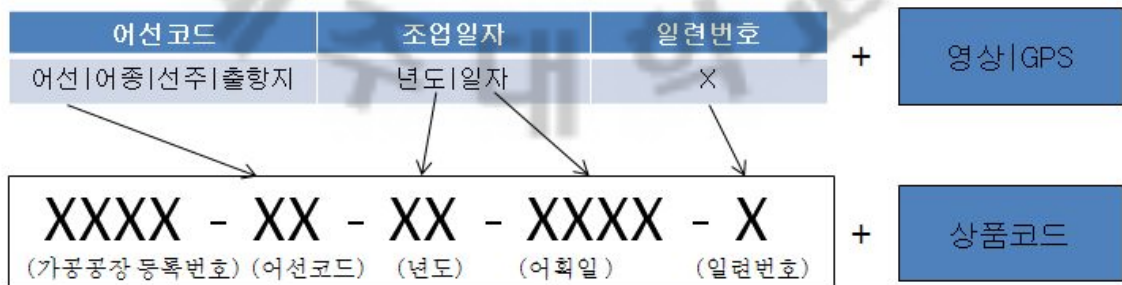 어선코드 조업일자 일련번호
어선|어종|선주|출항지 년도|일자 X
+ 영상|GPS
XXXX - XX - XX - XXXX - X
(가공공장 등록번호) (어선코드) (년도) (어획일) (일련번호)
+ 상품코드